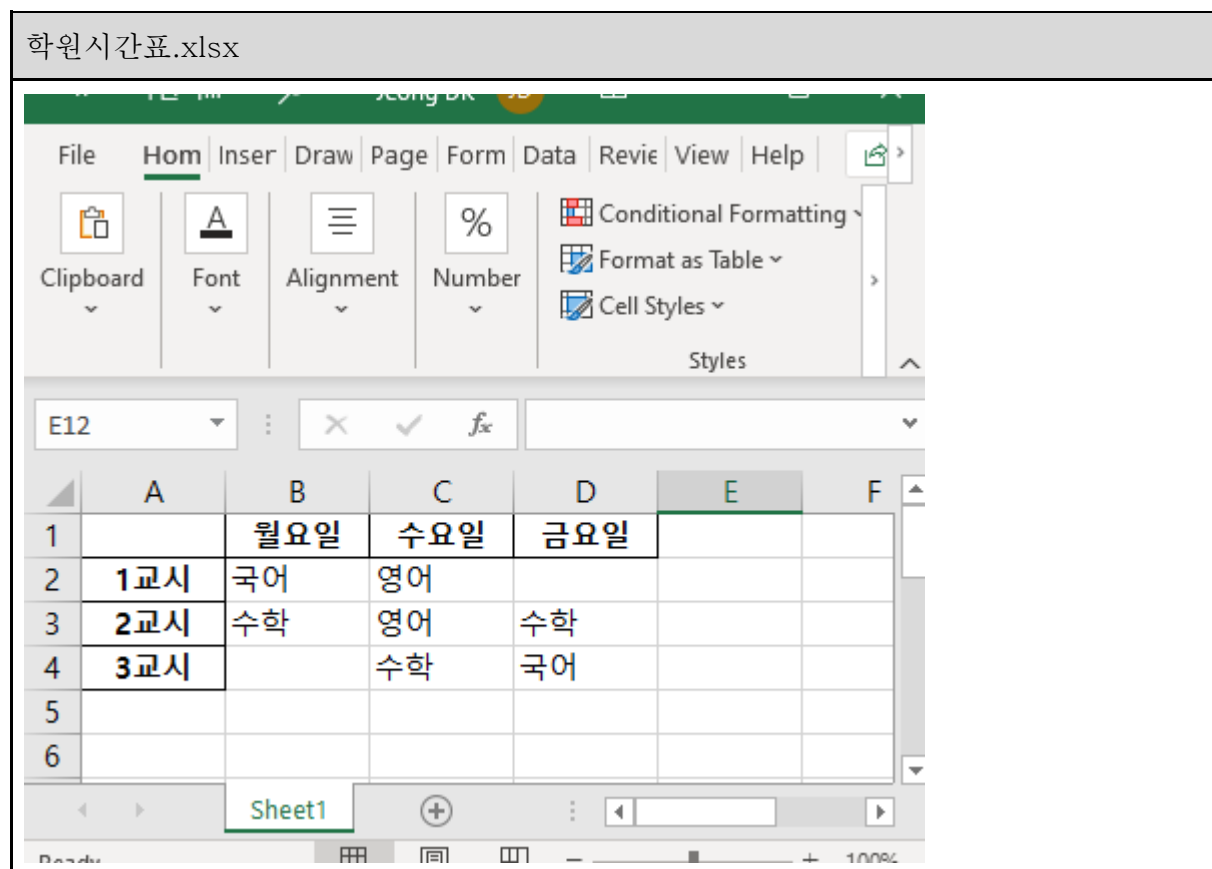 학원시간표.xlsx
File Hom Inser Draw Page Form Data Revie View Help
Clipboard Font Alignment Number
Conditional Formatting
Format as Table
Cell Styles
Styles
E12 fx
A B C D E F
1 월요일 수요일 금요일
2 1교시 국어 영어
3 2교시 수학 영어 수학
4 3교시 수학 국어
5
6
Sheet1
100%